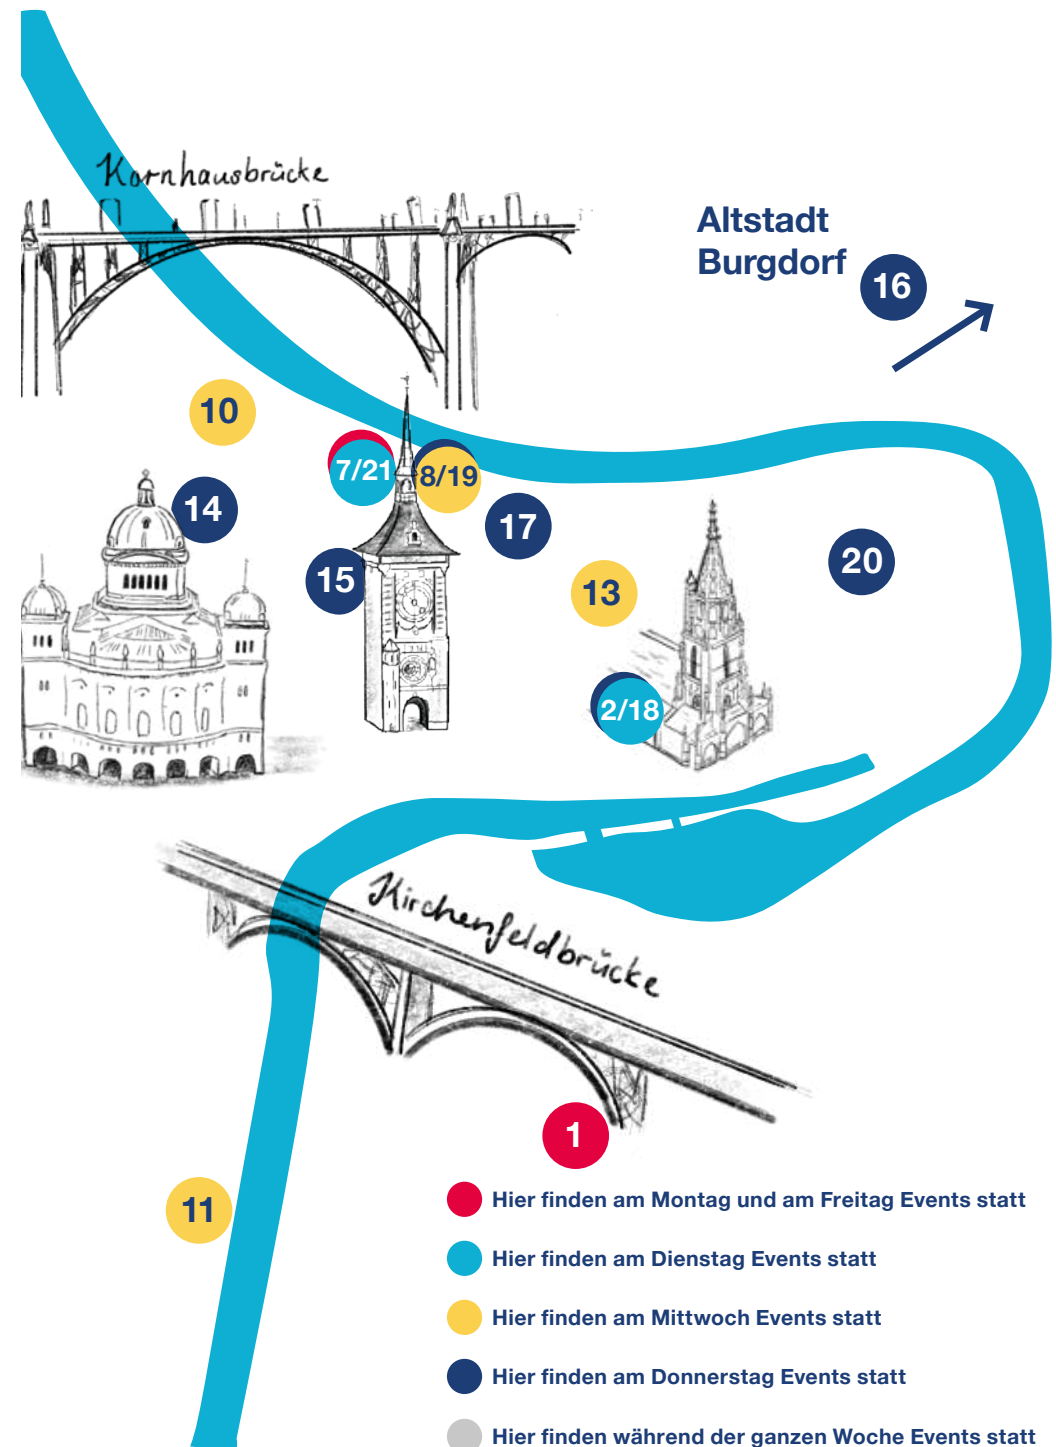 Kornhausbrücke
Altstadt
Burgdorf
16
10
7/21
8/19
14
17
15
13
20
2/18
Kirchenfeldbrücke
1
11
Hier finden am Montag und am Freitag Events statt
Hier finden am Dienstag Events statt
Hier finden am Mittwoch Events statt
Hier finden am Donnerstag Events statt
Hier finden während der ganzen Woche Events statt